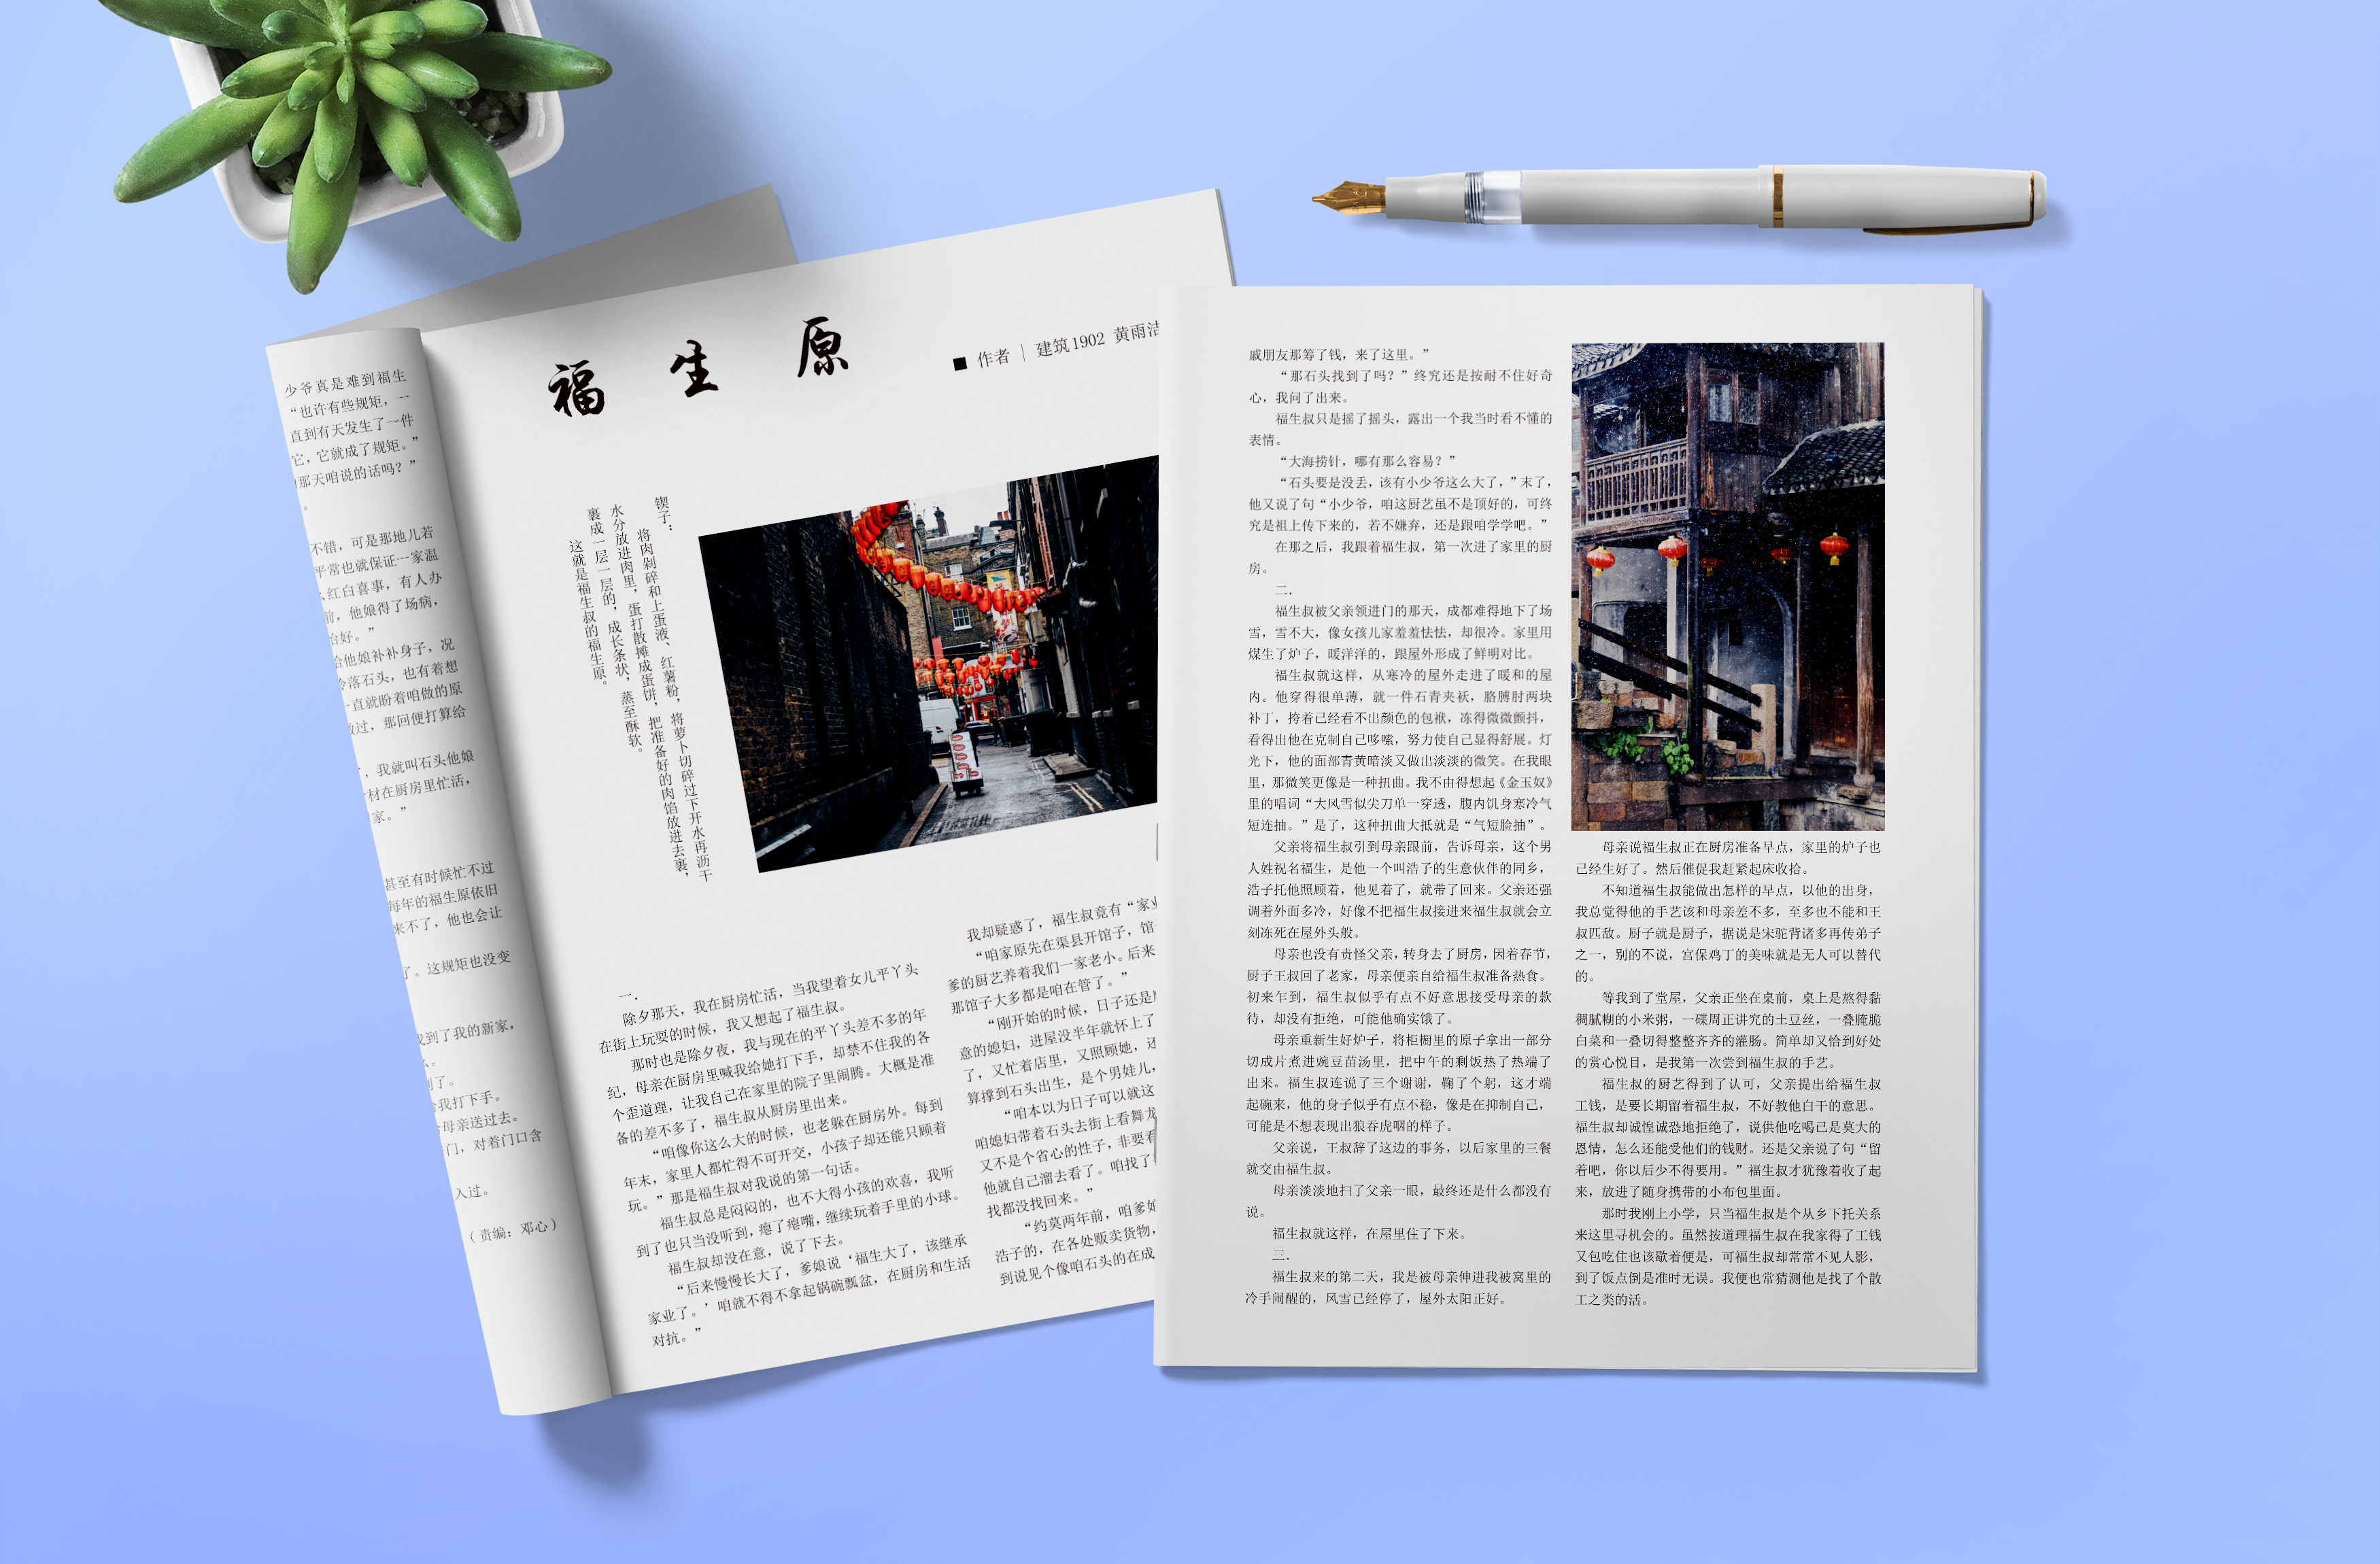 少爷真是难到福生
“也许有些规矩，一
直到有天发生了一件
它，它就成了规矩。”
那天咱说的话吗？”
。
不错，可是那地儿若
平常也就保证一家温
红白喜事，有人办
前，他娘得了场病，
治好。”
给他娘补补身子，况
冷落石头，也有着想
一直就盼着咱做的原
做过，那回便打算给
，我就叫石头他娘
材在厨房里忙活，
家。”
甚至有时候忙不过
每年的福生原依旧
来不了，他也会让
了。这规矩也没变
找到了我的新家，
。
到了。
给我打下手。
母亲送过去。
门，对着门口含
入过。
（责编：邓心）
福生原
■ 作者｜建筑1902 黄雨洁
锲子：
将肉剁碎和上蛋液、红薯粉，将萝卜切碎过下开水再沥干
水分放进肉里，蛋打散摊成蛋饼，把准备好的肉馅放进去裹，
裹成一层一层的，成长条状，蒸至酥软。
这就是福生叔的福生原。
一．
除夕那天，我在厨房忙活，当我望着女儿平丫头
在街上玩耍的时候，我又想起了福生叔。
那时也是除夕夜，我与现在的平丫头差不多的年
纪，母亲在厨房里喊我给她打下手，却禁不住我的各
个歪道理，让我自己在家里的院子里闹腾。大概是准
备的差不多了，福生叔从厨房里出来。
“咱像你这么大的时候，也老躲在厨房外。每到
年末，家里人都忙得不可开交，小孩子却还能只顾着
玩。”那是福生叔对我说的第一句话。
福生叔总是闷闷的，也不大得小孩的欢喜，我听
到了也只当没听到，瘪了瘪嘴，继续玩着手里的小球。
福生叔却没在意，说了下去。
“后来慢慢长大了，爹娘说‘福生大了，该继承
家业了。’咱就不得不拿起锅碗瓢盆，在厨房和生活
对抗。”
我却疑惑了，福生叔竟有“家业
“咱家原先在渠县开馆子，馆
爹的厨艺养着我们一家老小。后来
那馆子大多都是咱在管了。”
“刚开始的时候，日子还是
意的媳妇，进屋没半年就怀上了
了，又忙着店里，又照顾她，还
算撑到石头出生，是个男娃儿，
“咱本以为日子可以就这
咱媳妇带着石头去街上看舞龙
又不是个省心的性子，非要看
他就自己溜去看了。咱找了
找都没找回来。”
“约莫两年前，咱爹娘
浩子的，在各处贩卖货物，
到说见个像咱石头的在成
戚朋友那筹了钱，来了这里。”
“那石头找到了吗？”终究还是按耐不住好奇
心，我问了出来。
福生叔只是摇了摇头，露出一个我当时看不懂的
表情。
“大海捞针，哪有那么容易？”
“石头要是没丢，该有小少爷这么大了，”末了，
他又说了句“小少爷，咱这厨艺虽不是顶好的，可终
究是祖上传下来的，若不嫌弃，还是跟咱学学吧。”
在那之后，我跟着福生叔，第一次进了家里的厨
房。
二．
福生叔被父亲领进门的那天，成都难得地下了场
雪，雪不大，像女孩儿家羞羞怯怯，却很冷。家里用
煤生了炉子，暖洋洋的，跟屋外形成了鲜明对比。
福生叔就这样，从寒冷的屋外走进了暖和的屋
内。他穿得很单薄，就一件石青夹袄，胳膊肘两块
补丁，挎着已经看不出颜色的包袱，冻得微微颤抖，
看得出他在克制自己哆嗦，努力使自己显得舒展。灯
光下，他的面部青黄暗淡又做出淡淡的微笑。在我眼
里，那微笑更像是一种扭曲。我不由得想起《金玉奴》
里的唱词“大风雪似尖刀单一穿透，腹内饥身寒冷气
短连抽。”是了，这种扭曲大抵就是“气短脸抽”。
父亲将福生叔引到母亲跟前，告诉母亲，这个男
人姓祝名福生，是他一个叫浩子的生意伙伴的同乡，
浩子托他照顾着，他见着了，就带了回来。父亲还强
调着外面多冷，好像不把福生叔接进来福生叔就会立
刻冻死在屋外头般。
母亲也没有责怪父亲，转身去了厨房，因着春节，
厨子王叔回了老家，母亲便亲自给福生叔准备热食。
初来乍到，福生叔似乎有点不好意思接受母亲的款
待，却没有拒绝，可能他确实饿了。
母亲重新生好炉子，将柜橱里的原子拿出一部分
切成片煮进豌豆苗汤里，把中午的剩饭热了热端了
出来。福生叔连说了三个谢谢，鞠了个躬，这才端
起碗来，他的身子似乎有点不稳，像是在抑制自己，
可能是不想表现出狼吞虎咽的样子。
父亲说，王叔辞了这边的事务，以后家里的三餐
就交由福生叔。
母亲淡淡地扫了父亲一眼，最终还是什么都没有
说。
福生叔就这样，在屋里住了下来。
三．
福生叔来的第二天，我是被母亲伸进我被窝里的
冷手闹醒的，风雪已经停了，屋外太阳正好。
母亲说福生叔正在厨房准备早点，家里的炉子也
已经生好了。然后催促我赶紧起床收拾。
不知道福生叔能做出怎样的早点，以他的出身，
我总觉得他的手艺该和母亲差不多，至多也不能和王
叔匹敌。厨子就是厨子，据说是宋驼背诸多再传弟子
之一，别的不说，宫保鸡丁的美味就是无人可以替代
的。
等我到了堂屋，父亲正坐在桌前，桌上是熬得黏
稠腻糊的小米粥，一碟周正讲究的土豆丝，一叠腌脆
白菜和一叠切得整整齐齐的灌肠。简单却又恰到好处
的赏心悦目，是我第一次尝到福生叔的手艺。
福生叔的厨艺得到了认可，父亲提出给福生叔
工钱，是要长期留着福生叔，不好教他白干的意思。
福生叔却诚惶诚恐地拒绝了，说供他吃喝已是莫大的
恩情，怎么还能受他们的钱财。还是父亲说了句“留
着吧，你以后少不得要用。”福生叔才犹豫着收了起
来，放进了随身携带的小布包里面。
那时我刚上小学，只当福生叔是个从乡下托关系
来这里寻机会的。虽然按道理福生叔在我家得了工钱
又包吃住也该歇着便是，可福生叔却常常不见人影，
到了饭点倒是准时无误。我便也常猜测他是找了个散
工之类的活。